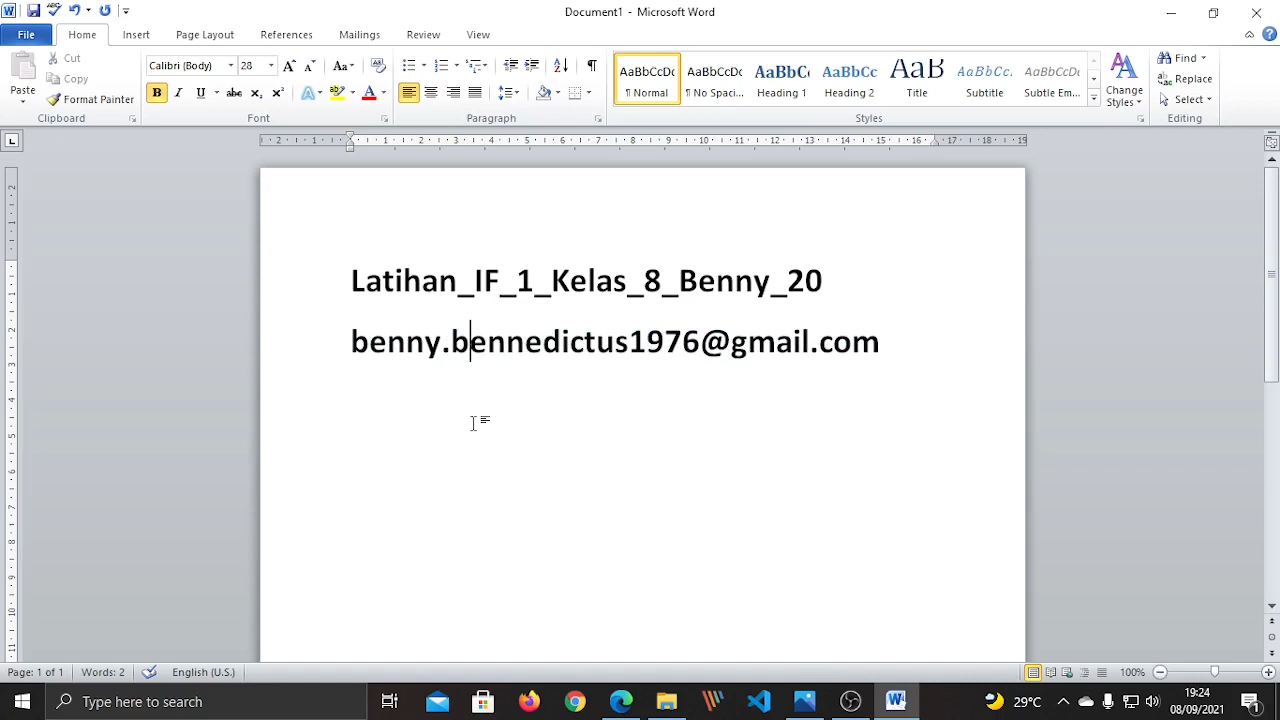 Document1 - Microsoft Word
File Home Insert Page Layout References Mailings Review View
Cut
Copy
Format Painter
Paste
Clipboard
Calibri (Body) 28
Font
Paragraph
AaBbCcDc AaBbCcDc AaBbC AaBbCc AaB AaBbCc. AaBbCcDc
¶ Normal ¶ No Spaci... Heading 1 Heading 2 Title Subtitle Subtle Em...
Change
Styles
Styles
Find
Replace
Select
Editing
Latihan_IF_1_Kelas_8_Benny_20
benny.bennedictus1976@gmail.com
Page: 1 of 1 Words: 2 English (U.S.) 100%
Type here to search
29°C
19:24
08/09/2021